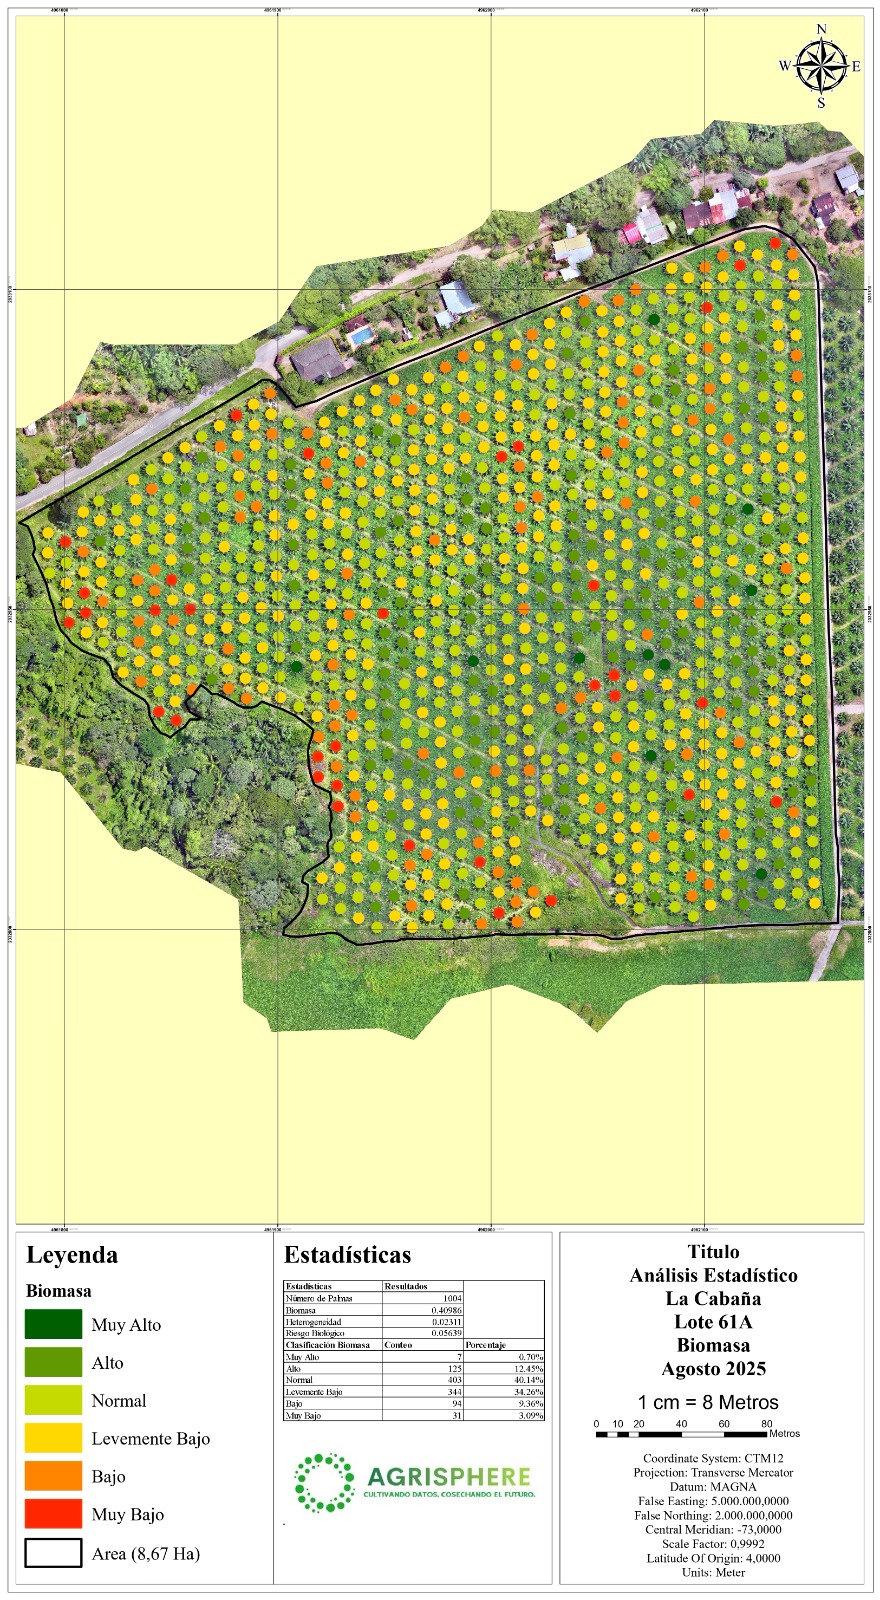 N
W
E
S
Leyenda
Biomasa
Muy Alto
Alto
Normal
Levemente Bajo
Bajo
Muy Bajo
Area (8,67 Ha)
Estadísticas
Estadísticas Resultados
Número de Palmas 1004
Biomasa 0.40986
Heterogeneidad 0.02311
Riesgo Biológico 0.05639
Clasificación Biomasa Conteo Porcentaje
Muy Alto 7 0.70%
Alto 125 12.45%
Normal 403 40.14%
Levemente Bajo 344 34.26%
Bajo 94 9.36%
Muy Bajo 31 3.09%
AGRISPHERE
CULTIVANDO DATOS, COSECHANDO EL FUTURO.
Titulo
Análisis Estadístico
La Cabaña
Lote 61A
Biomasa
Agosto 2025
1 cm = 8 Metros
0 10 20 40 60 80
Metros
Coordinate System: CTM12
Projection: Transverse Mercator
Datum: MAGNA
False Easting: 5.000.000,0000
False Northing: 2.000.000,0000
Central Meridian: -73,0000
Scale Factor: 0,9992
Latitude Of Origin: 4,0000
Units: Meter